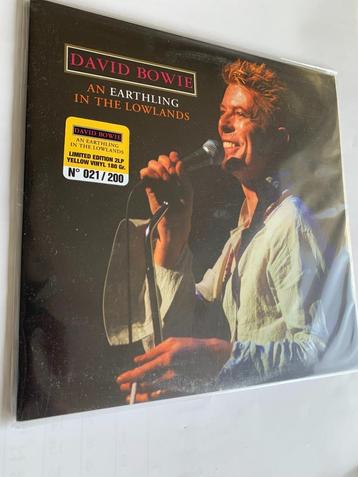 DAVID BOWIE
AN EARTHLING
IN THE LOWLANDS
DAVID BOWIE
AN EARTHLING
IN THE LOWLANDS
LIMITED EDITION 2LP
YELLOW VINYL 180 Gr.
N° 021/200